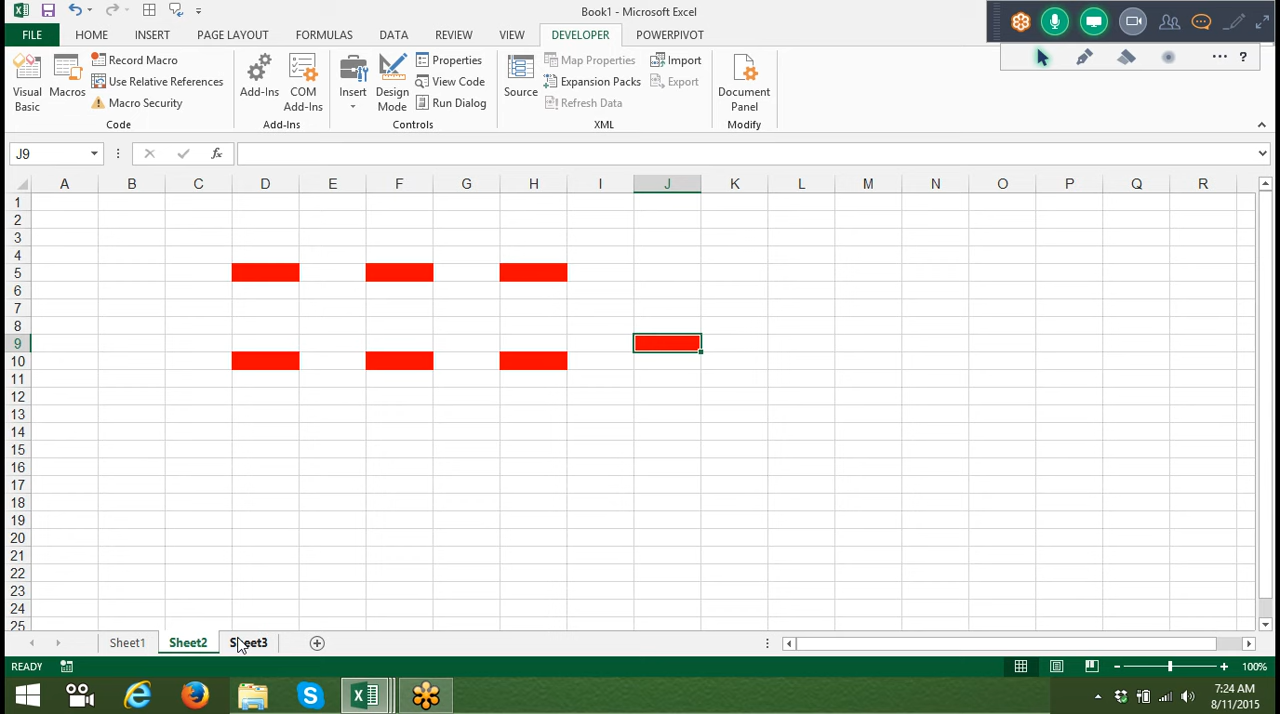 Book1 - Microsoft Excel
FILE HOME INSERT PAGE LAYOUT ULAS DATA REVIEW VIEW DEVELOPER POWERPIVOT
Visual Basic
Macros
Record Macro
Use Relative References
Macro Security
Code
Add-Ins
COM Add-Ins
Add-Ins
Insert
Design Mode
Properties
View Code
Run Dialog
Controls
Source
Map Properties
Expansion Packs
Refresh Data
Import
Export
XML
Document Panel
Modify
?
J9 fx
A B C D E F G H I J K L M N O P Q R
1
2
3
4
5
6
7
8
9
10
11
12
13
14
15
16
17
18
19
20
21
22
23
24
25
Sheet1 Sheet2 Sheet3
READY 100%
7:24 AM
8/11/2015